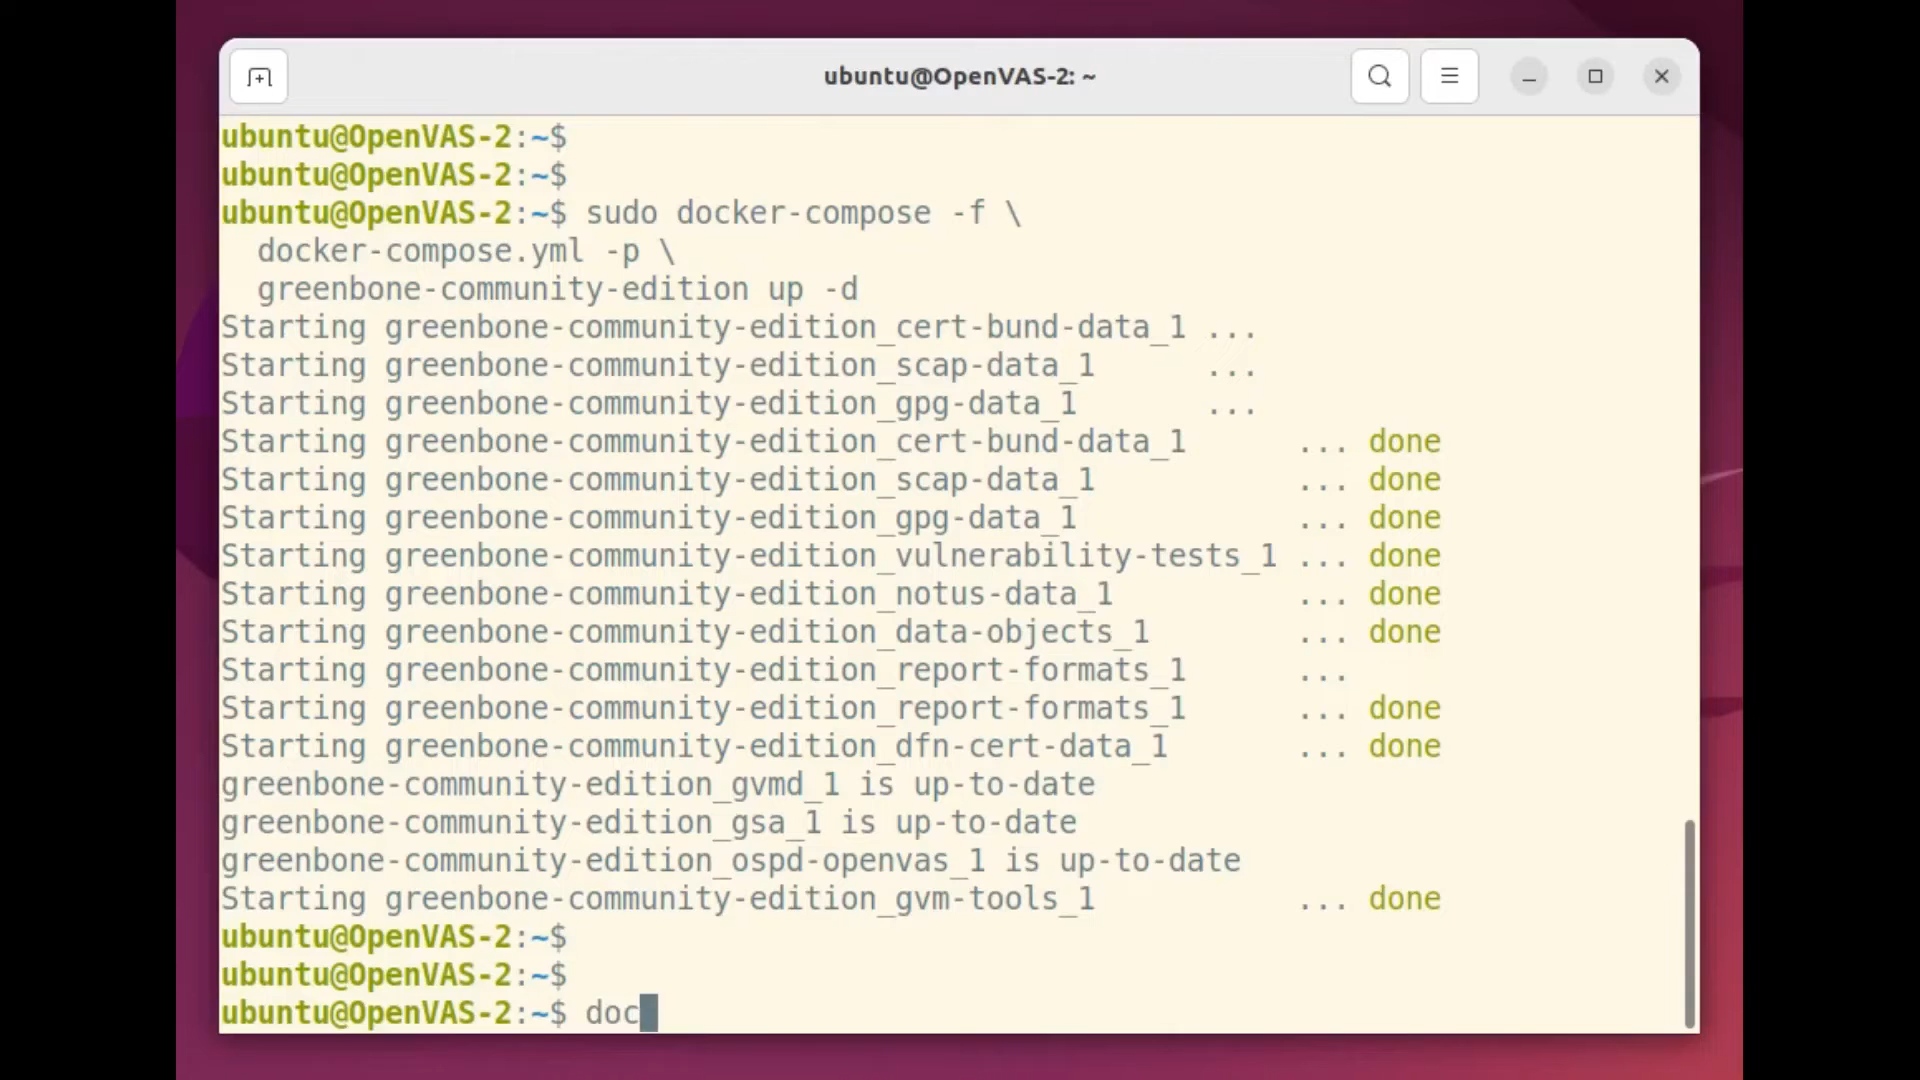 ubuntu@OpenVAS-2: ~
ubuntu@OpenVAS-2:~$
ubuntu@OpenVAS-2:~$
ubuntu@OpenVAS-2:~$ sudo docker-compose -f \
  docker-compose.yml -p \
  greenbone-community-edition up -d
Starting greenbone-community-edition_cert-bund-data_1 ...
Starting greenbone-community-edition_scap-data_1      ...
Starting greenbone-community-edition_gpg-data_1       ...
Starting greenbone-community-edition_cert-bund-data_1      ... done
Starting greenbone-community-edition_scap-data_1           ... done
Starting greenbone-community-edition_gpg-data_1            ... done
Starting greenbone-community-edition_vulnerability-tests_1 ... done
Starting greenbone-community-edition_notus-data_1          ... done
Starting greenbone-community-edition_data-objects_1        ... done
Starting greenbone-community-edition_report-formats_1      ...
Starting greenbone-community-edition_report-formats_1      ... done
Starting greenbone-community-edition_dfn-cert-data_1       ... done
greenbone-community-edition_gvmd_1 is up-to-date
greenbone-community-edition_gsa_1 is up-to-date
greenbone-community-edition_ospd-openvas_1 is up-to-date
Starting greenbone-community-edition_gvm-tools_1           ... done
ubuntu@OpenVAS-2:~$
ubuntu@OpenVAS-2:~$
ubuntu@OpenVAS-2:~$ doc